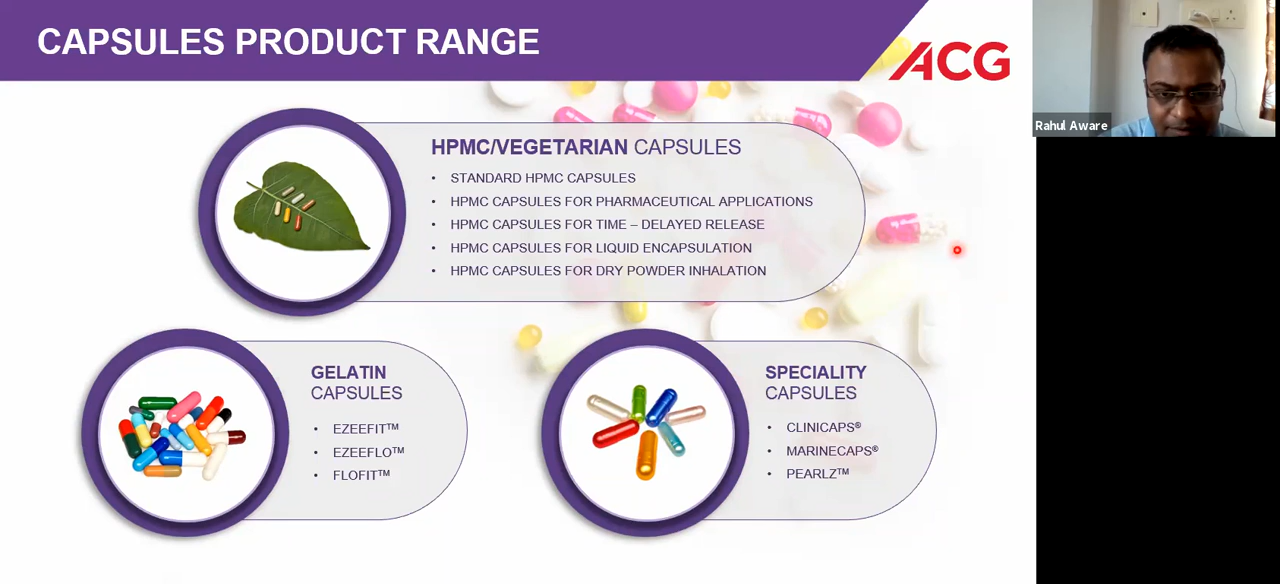 CAPSULES PRODUCT RANGE
ACG
Rahul Aware
HPMC/VEGETARIAN CAPSULES
• STANDARD HPMC CAPSULES
• HPMC CAPSULES FOR PHARMACEUTICAL APPLICATIONS
• HPMC CAPSULES FOR TIME – DELAYED RELEASE
• HPMC CAPSULES FOR LIQUID ENCAPSULATION
• HPMC CAPSULES FOR DRY POWDER INHALATION
GELATIN
CAPSULES
• EZEEFIT™
• EZEEFLO™
• FLOFIT™
SPECIALITY
CAPSULES
• CLINICAPS®
• MARINECAPS®
• PEARLZ™